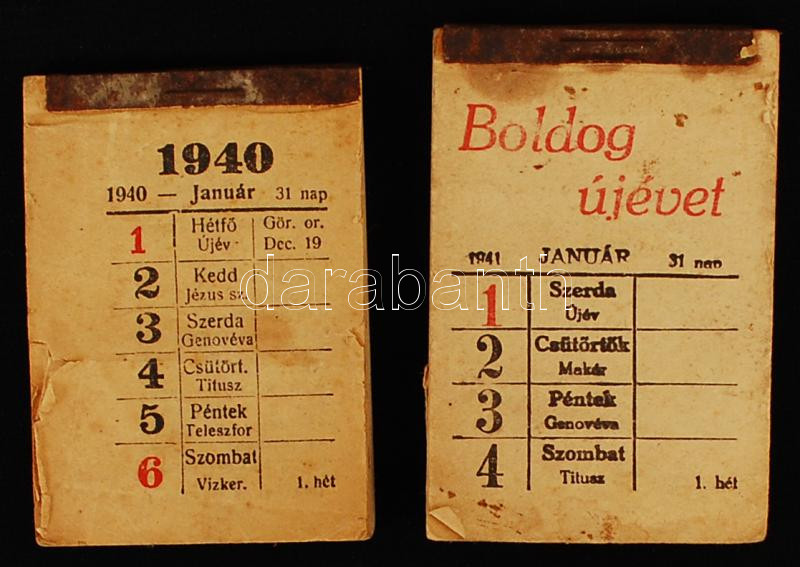 1940
1940 — Január 31 nap
1 Hétfő Gör. or.
Újév Dec. 19
2 Kedd
Jézus sz.
3 Szerda
Genovéva
4 Csütört.
Titusz
5 Péntek
Teleszfor
6 Szombat
Vizker. 1. hét
Boldog
újévet
1941 JANUÁR 31 nap
1 Szerda
Újév
2 Csütörtök
Makár
3 Péntek
Genovéva
4 Szombat
Titusz 1. hét
darabanth